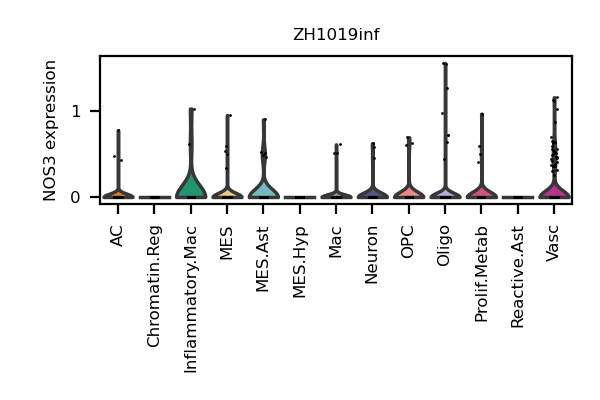 ZH1019inf
NOS3 expression
1
0
AC
Chromatin.Reg
Inflammatory.Mac
MES
MES.Ast
MES.Hyp
Mac
Neuron
OPC
Oligo
Prolif.Metab
Reactive.Ast
Vasc